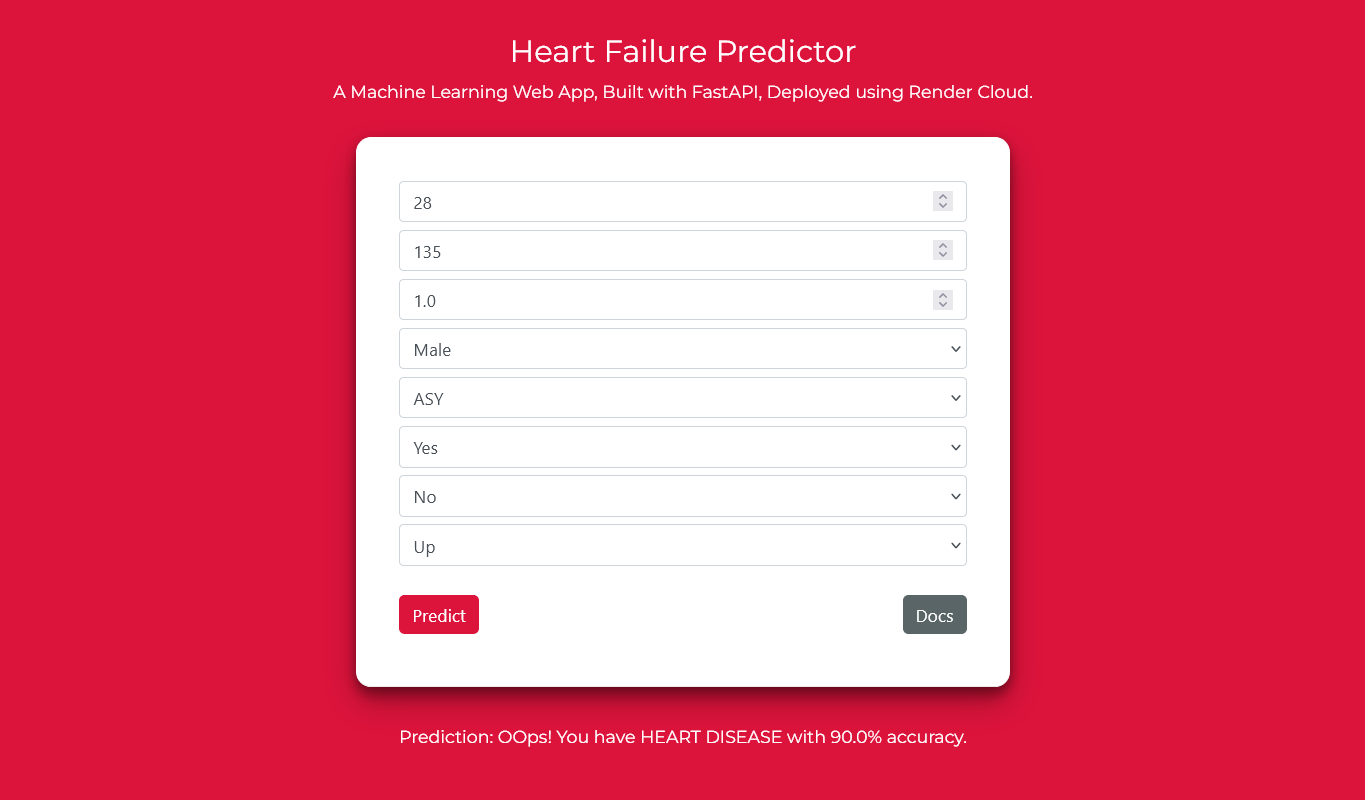 Heart Failure Predictor
A Machine Learning Web App, Built with FastAPI, Deployed using Render Cloud.
28
135
1.0
Male
ASY
Yes
No
Up
Predict
Docs
Prediction: OOps! You have HEART DISEASE with 90.0% accuracy.